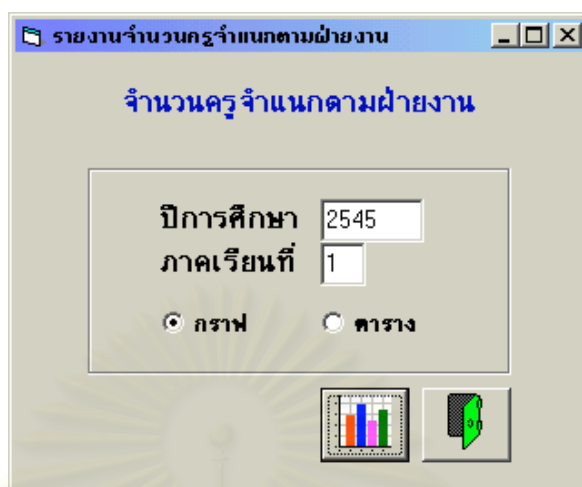 รายงานจำนวนครูจำแนกตามฝ่ายงาน
จำนวนครูจำแนกตามฝ่ายงาน
ปีการศึกษา 2545
ภาคเรียนที่ 1
กราฟ ตาราง